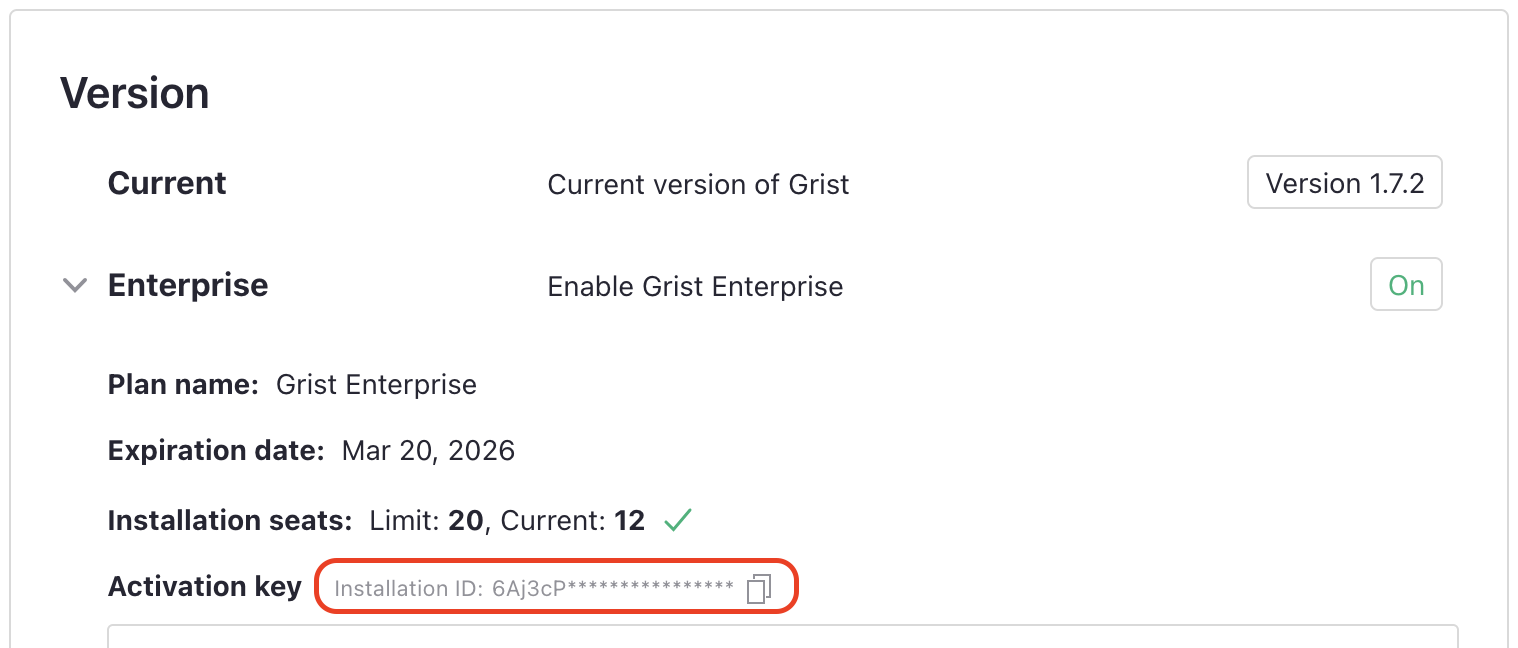 Version
Current Current version of Grist Version 1.7.2
Enterprise Enable Grist Enterprise On
Plan name: Grist Enterprise
Expiration date: Mar 20, 2026
Installation seats: Limit: 20, Current: 12
Activation key Installation ID: 6Aj3cP****************